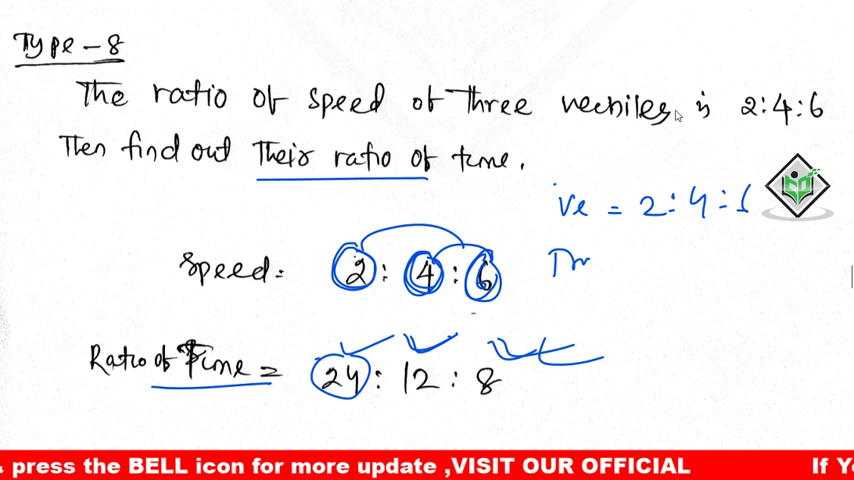 Type - 8
The ratio of speed of Three vechiles is 2:4:6
Then find out Their ratio of time.
ve = 2:4:
Speed = 2 : 4 : 6
Ratio of Time = 24 : 12 : 8
& press the BELL icon for more update ,VISIT OUR OFFICIAL If Yo